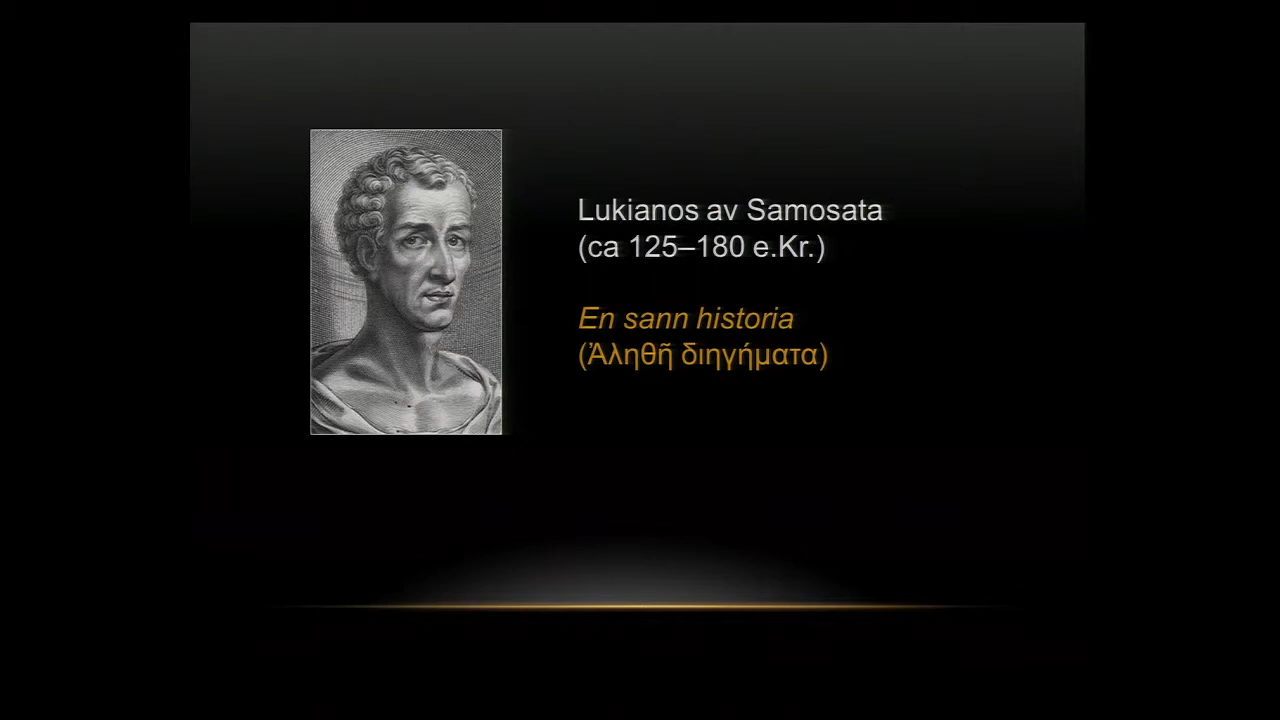 Lukianos av Samosata
(ca 125–180 e.Kr.)
En sann historia
(Ἀληθῆ διηγήματα)